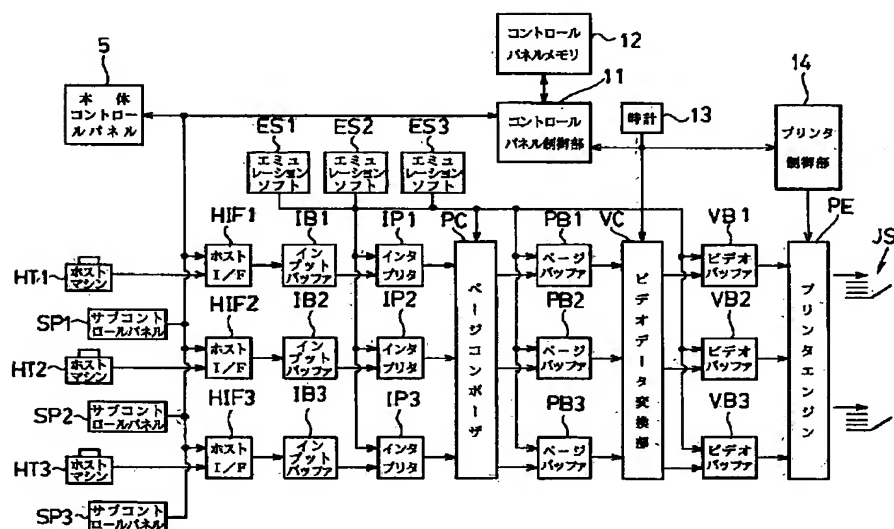 5
本体
コントロー
ルパネル
コントロール
パネルメモリ
12
11
コントロール
パネル制御部
時計
13
14
プリンタ
制御部
ES1
ES2
ES3
エミュ
レーション
ソフト
エミュ
レーション
ソフト
エミュ
レーション
ソフト
HIF1
IB1
IP1
PC
PB1
VC
VB1
PE
JS
HT1
ホスト
マシン
ホスト
I/F
イン
プット
バッファ
インタ
プリタ
ページ
バッファ
ビデオ
バッファ
SP1
サブコント
ロールパネル
HIF2
IB2
IP2
PB2
VB2
HT2
ホスト
マシン
ホスト
I/F
イン
プット
バッファ
インタ
プリタ
ページコンポーザ
ページ
バッファ
ビデオデータ変換部
ビデオ
バッファ
プリンタエンジン
SP2
サブコント
ロールパネル
HIF3
IB3
IP3
PB3
VB3
HT3
ホスト
マシン
ホスト
I/F
イン
プット
バッファ
インタ
プリタ
ページ
バッファ
ビデオ
バッファ
SP3
サブコント
ロールパネル